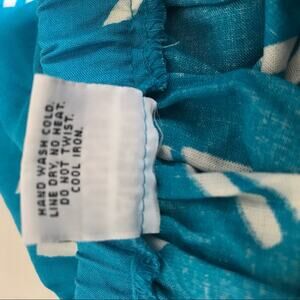 HAND WASH COLD.
LINE DRY, NO HEAT.
DO NOT TWIST.
COOL IRON.